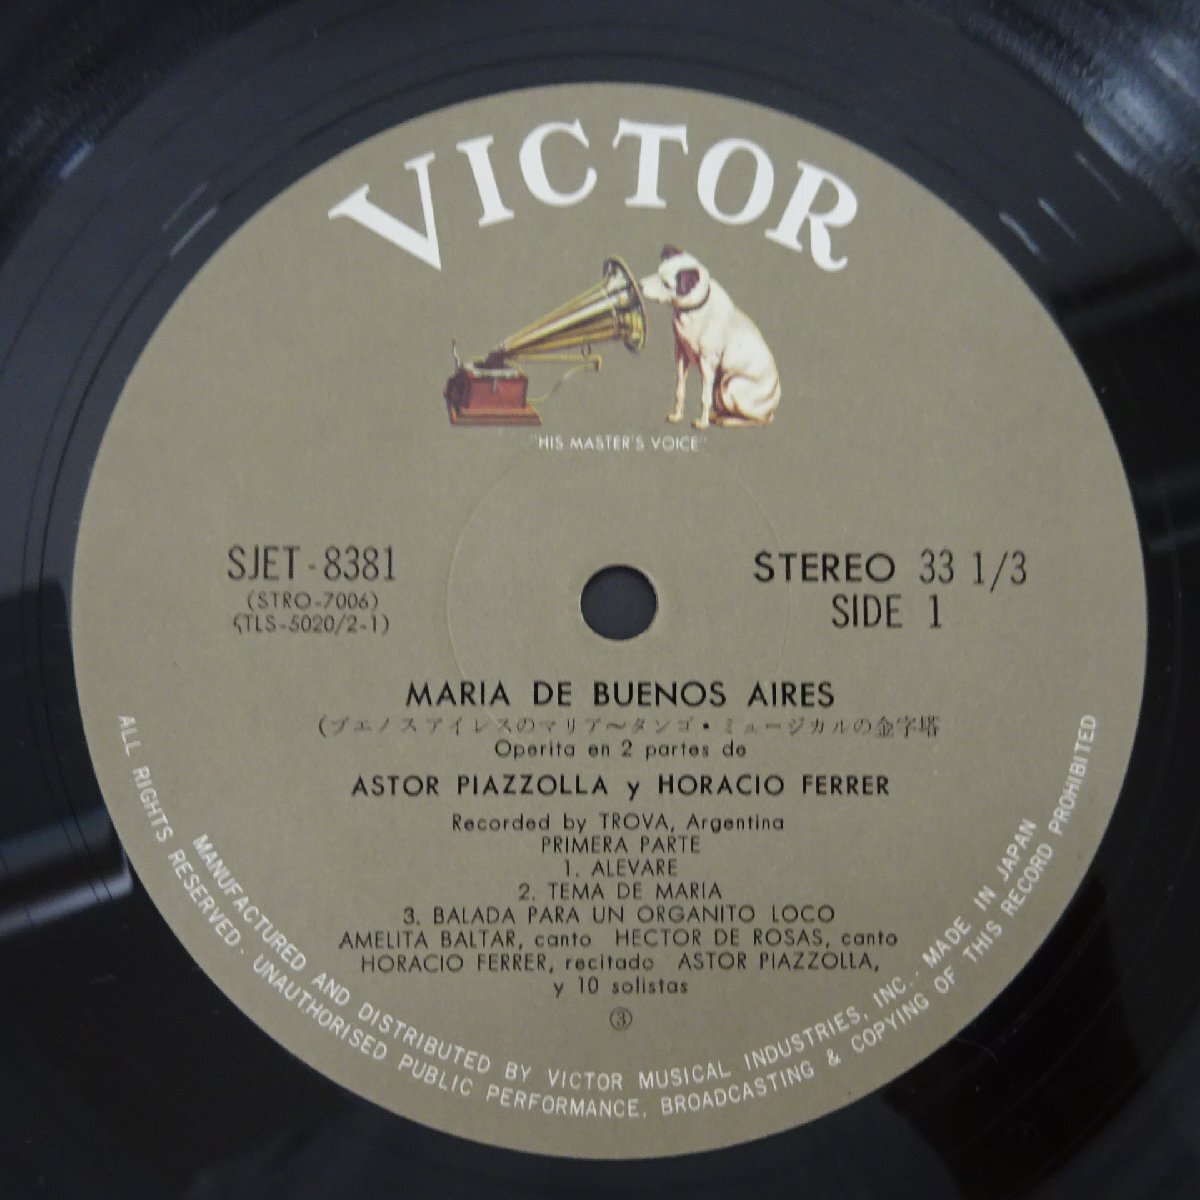 VICTOR
"HIS MASTER'S VOICE"
SJET-8381
(STRO-7006)
(TLS-5020/2-1)
STEREO 33 1/3
SIDE 1
MARIA DE BUENOS AIRES
(ブエノスアイレスのマリア〜タンゴ・ミュージカルの金字塔
Operita en 2 partes de
ASTOR PIAZZOLLA y HORACIO FERRER
Recorded by TROVA, Argentina
PRIMERA PARTE
1. ALEVARE
2. TEMA DE MARIA
3. BALADA PARA UN ORGANITO LOCO
AMELITA BALTAR, canto HECTOR DE ROSAS, canto
HORACIO FERRER, recitado ASTOR PIAZZOLLA,
y 10 solistas
③
MANUFACTURED AND DISTRIBUTED BY VICTOR MUSICAL INDUSTRIES, INC. · MADE IN JAPAN
ALL RIGHTS RESERVED · UNAUTHORISED PUBLIC PERFORMANCE, BROADCASTING & COPYING OF THIS RECORD PROHIBITED